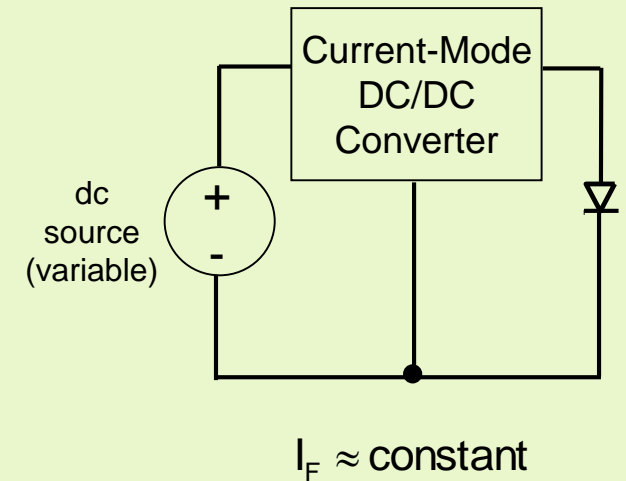 Current-Mode
DC/DC
Converter
dc
source
(variable)
+
-
I_F ≈ constant